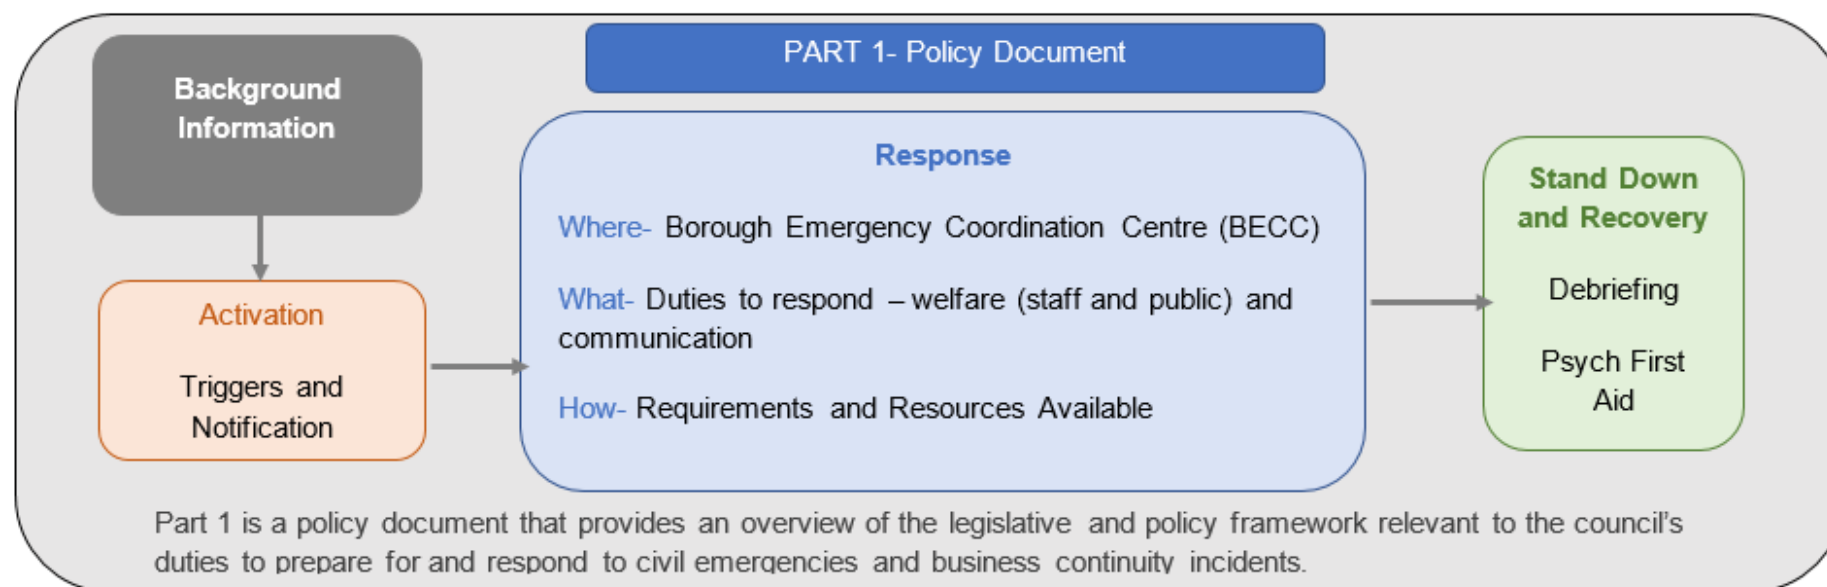 PART 1- Policy Document
Background
Information
Activation
Triggers and
Notification
Response
Where- Borough Emergency Coordination Centre (BECC)
What- Duties to respond – welfare (staff and public) and
communication
How- Requirements and Resources Available
Stand Down
and Recovery
Debriefing
Psych First
Aid
Part 1 is a policy document that provides an overview of the legislative and policy framework relevant to the council’s
duties to prepare for and respond to civil emergencies and business continuity incidents.